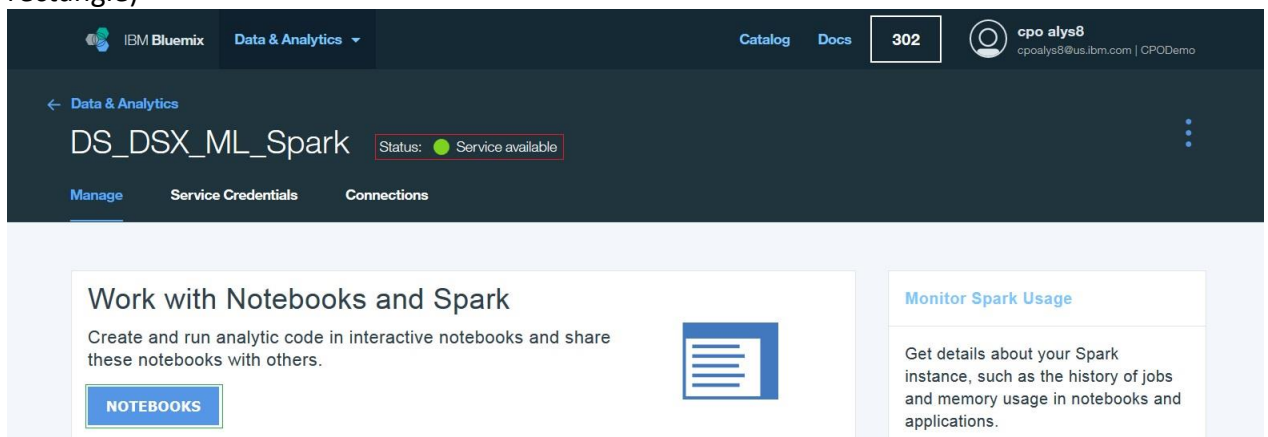 IBM Bluemix Data & Analytics Catalog Docs 302 cpo alys8
cpoalys8@us.ibm.com | CPODemo
← Data & Analytics
DS_DSX_ML_Spark Status: Service available
Manage Service Credentials Connections
Work with Notebooks and Spark
Create and run analytic code in interactive notebooks and share
these notebooks with others.
NOTEBOOKS
Monitor Spark Usage
Get details about your Spark
instance, such as the history of jobs
and memory usage in notebooks and
applications.